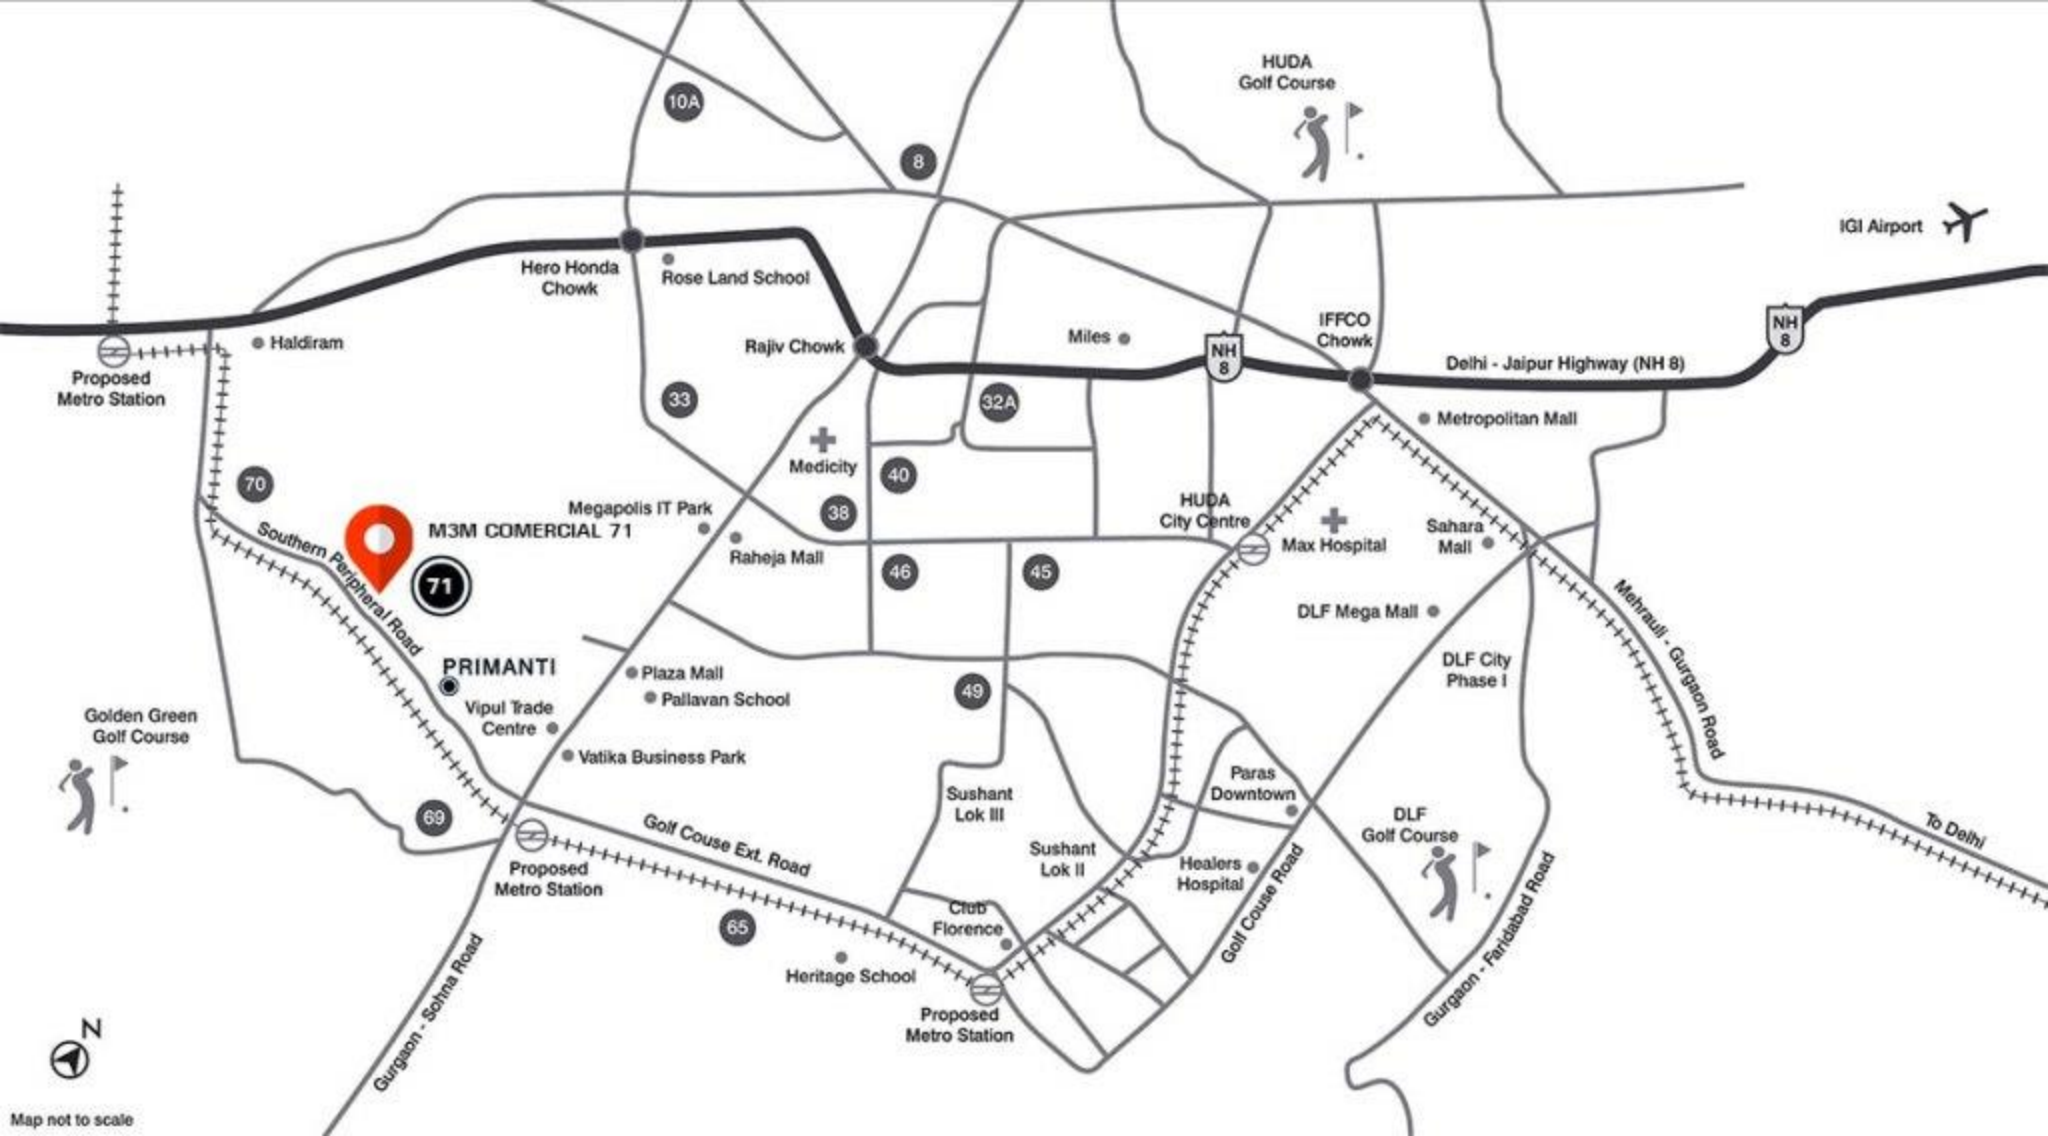 HUDA
Golf Course
10A
8
IGI Airport
Hero Honda
Chowk
Rose Land School
Rajiv Chowk
Miles
IFFCO
Chowk
NH
8
NH
8
Delhi - Jaipur Highway (NH 8)
Haldiram
Proposed
Metro Station
33
32A
Metropolitan Mall
Medicity
40
70
38
Megapolis IT Park
HUDA
City Centre
Max Hospital
Sahara
Mall
Southern Peripheral Road
M3M COMERCIAL 71
71
Raheja Mall
46
45
DLF Mega Mall
Mehrauli - Gurgaon Road
PRIMANTI
Plaza Mall
Pallavan School
49
DLF City
Phase I
Vipul Trade
Centre
Golden Green
Golf Course
Vatika Business Park
Sushant
Lok III
Paras
Downtown
69
Golf Couse Ext. Road
DLF
Golf Course
To Delhi
Sushant
Lok II
Healers
Hospital
Proposed
Metro Station
65
Club
Florence
Golf Couse Road
Gurgaon - Faridabad Road
Heritage School
Proposed
Metro Station
Gurgaon - Sohna Road
N
Map not to scale